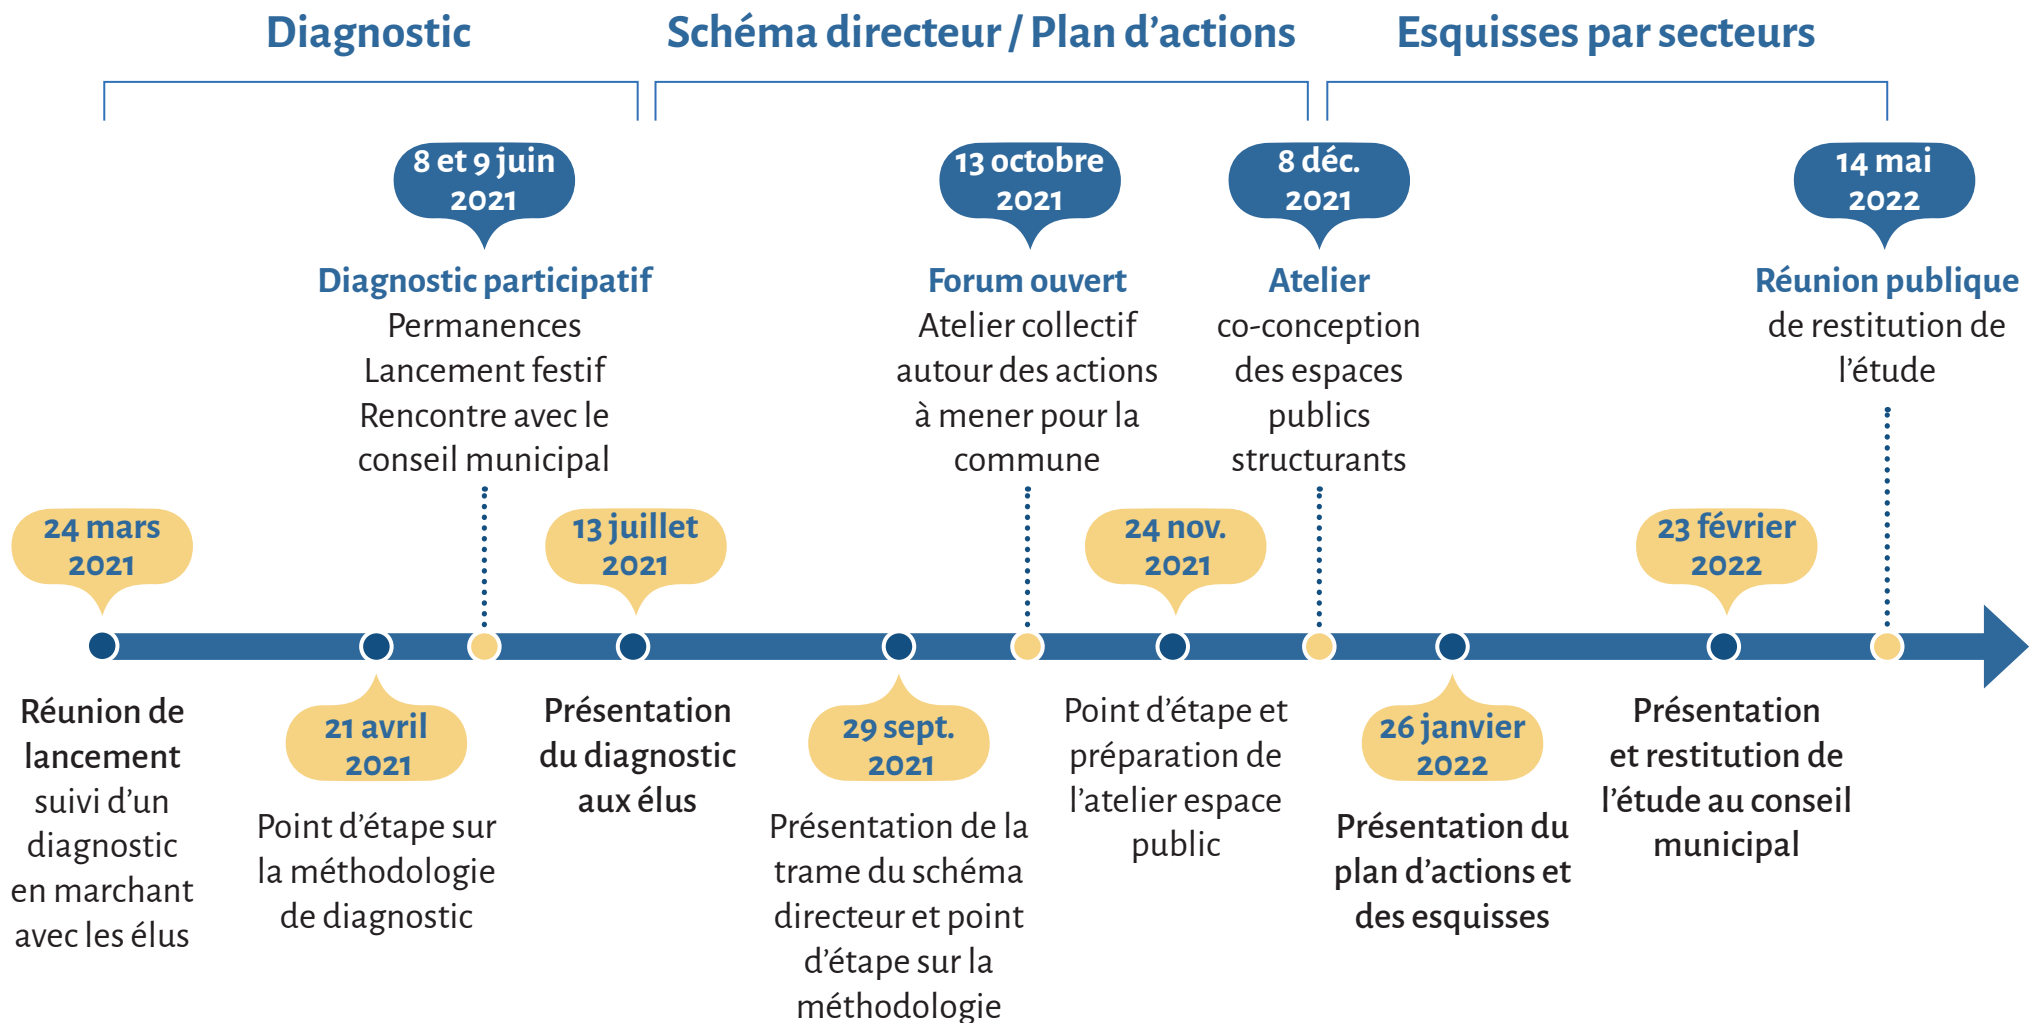 Diagnostic
Schéma directeur / Plan d’actions
Esquisses par secteurs
8 et 9 juin
2021
Diagnostic participatif
Permanences
Lancement festif
Rencontre avec le
conseil municipal
13 octobre
2021
Forum ouvert
Atelier collectif
autour des actions
à mener pour la
commune
8 déc.
2021
Atelier
co-conception
des espaces
publics
structurants
14 mai
2022
Réunion publique
de restitution de
l’étude
24 mars
2021
Réunion de
lancement
suivi d’un
diagnostic
en marchant
avec les élus
21 avril
2021
Point d’étape sur
la méthodologie
de diagnostic
13 juillet
2021
Présentation
du diagnostic
aux élus
29 sept.
2021
Présentation de la
trame du schéma
directeur et point
d’étape sur la
méthodologie
24 nov.
2021
Point d’étape et
préparation de
l’atelier espace
public
26 janvier
2022
Présentation du
plan d’actions et
des esquisses
23 février
2022
Présentation
et restitution de
l’étude au conseil
municipal